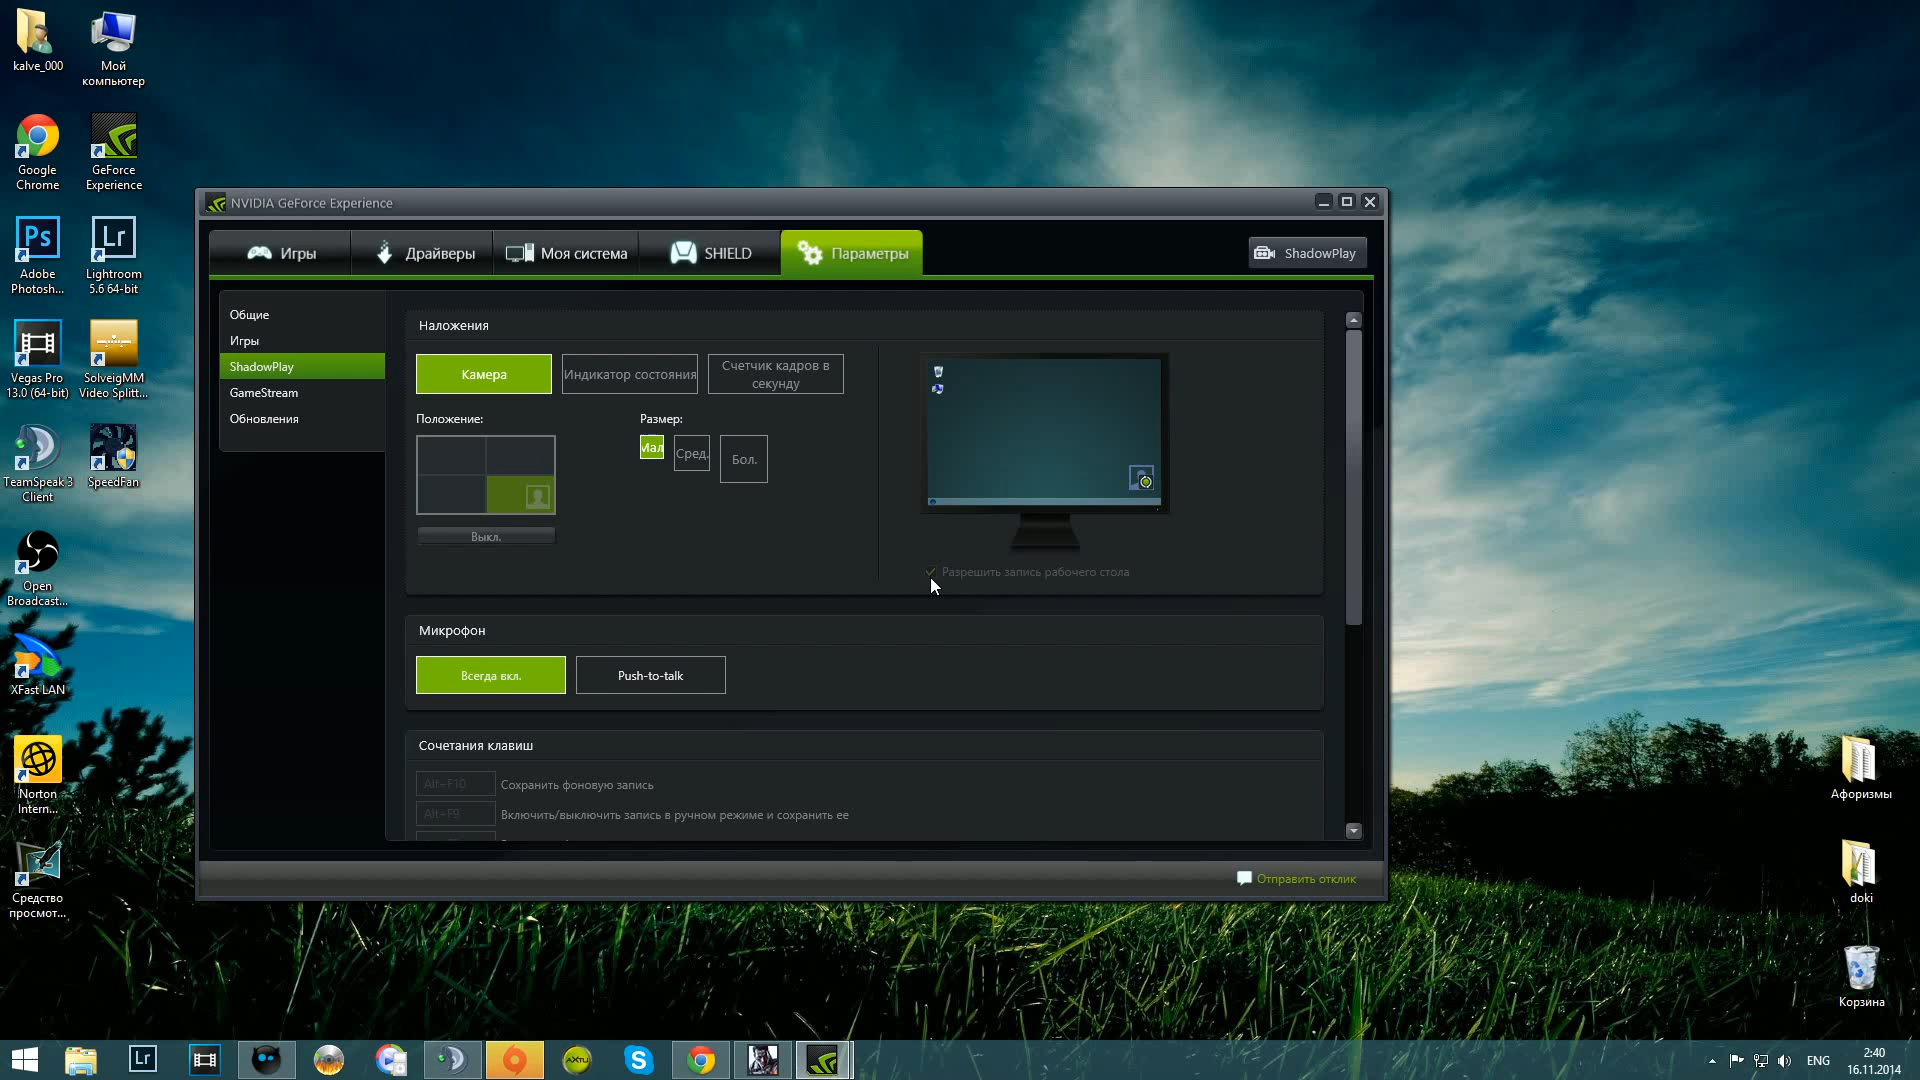 kalve_000
Мой
компьютер
Google
Chrome
GeForce
Experience
Ps
Lr
Adobe
Photosh...
Lightroom
5.6 64-bit
Vegas Pro
13.0 (64-bit)
SolveigMM
Video Splitt...
TeamSpeak 3
Client
SpeedFan
Open
Broadcast...
XFast LAN
Norton
Intern...
Средство
просмот...
NVIDIA GeForce Experience
Игры
Драйверы
Моя система
SHIELD
Параметры
ShadowPlay
Общие
Игры
ShadowPlay
GameStream
Обновления
Наложения
Камера
Индикатор состояния
Счетчик кадров в
секунду
Положение:
Размер:
Мал
Сред.
Бол.
Выкл.
Разрешить запись рабочего стола
Микрофон
Всегда вкл.
Push-to-talk
Сочетания клавиш
Alt+F10
Сохранить фоновую запись
Alt+F9
Включить/выключить запись в ручном режиме и сохранить ее
Отправить отклик
Афоризмы
doki
Корзина
Lr
AXTU
ENG
2:40
16.11.2014